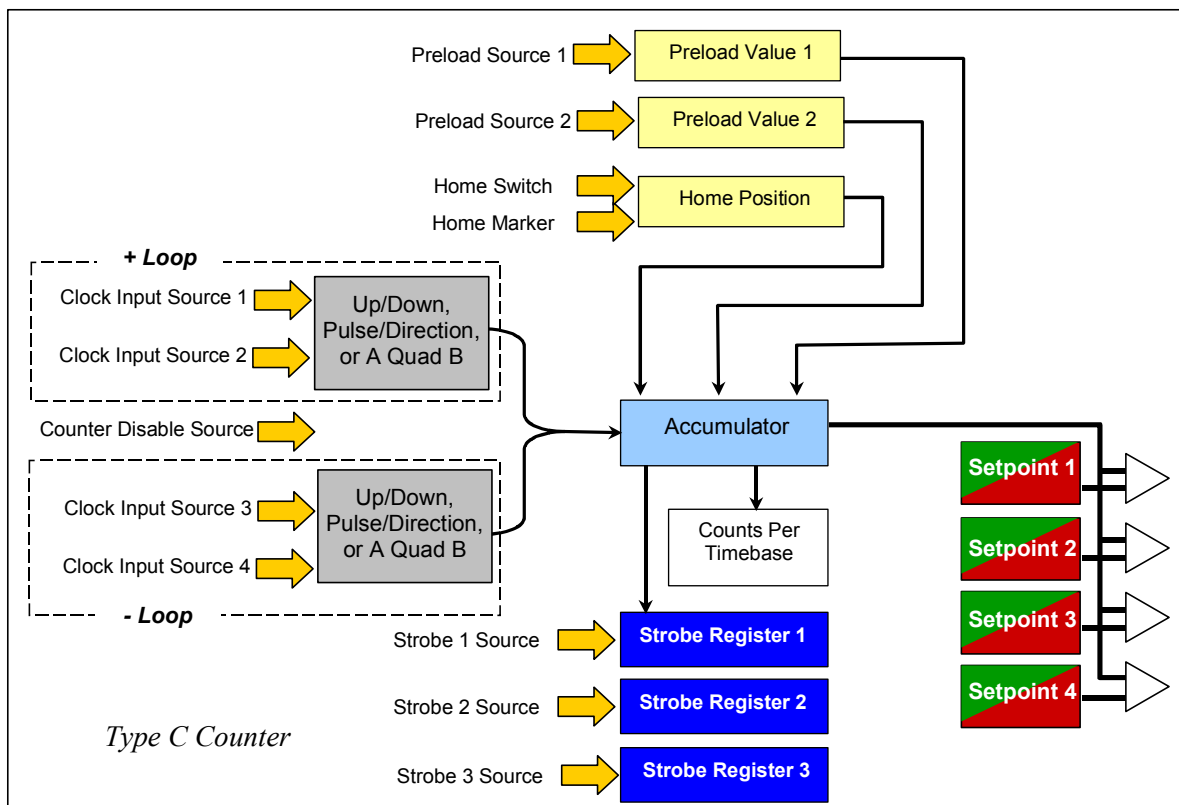 Preload Source 1
Preload Value 1
Preload Source 2
Preload Value 2
Home Switch
Home Marker
Home Position
+ Loop
Clock Input Source 1
Clock Input Source 2
Up/Down,
Pulse/Direction,
or A Quad B
Counter Disable Source
Accumulator
Clock Input Source 3
Clock Input Source 4
Up/Down,
Pulse/Direction,
or A Quad B
- Loop
Counts Per
Timebase
Setpoint 1
Setpoint 2
Setpoint 3
Setpoint 4
Strobe 1 Source
Strobe Register 1
Strobe 2 Source
Strobe Register 2
Strobe 3 Source
Strobe Register 3
Type C Counter